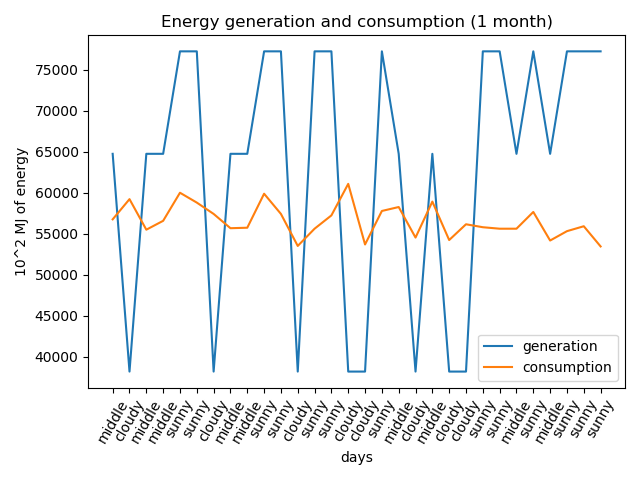 Energy generation and consumption (1 month)
10^2 MJ of energy
75000
70000
65000
60000
55000
50000
45000
40000
generation
consumption
middle
cloudy
middle
middle
sunny
sunny
cloudy
middle
middle
sunny
sunny
cloudy
sunny
sunny
cloudy
cloudy
sunny
middle
cloudy
middle
cloudy
cloudy
sunny
sunny
middle
sunny
middle
sunny
sunny
sunny
days